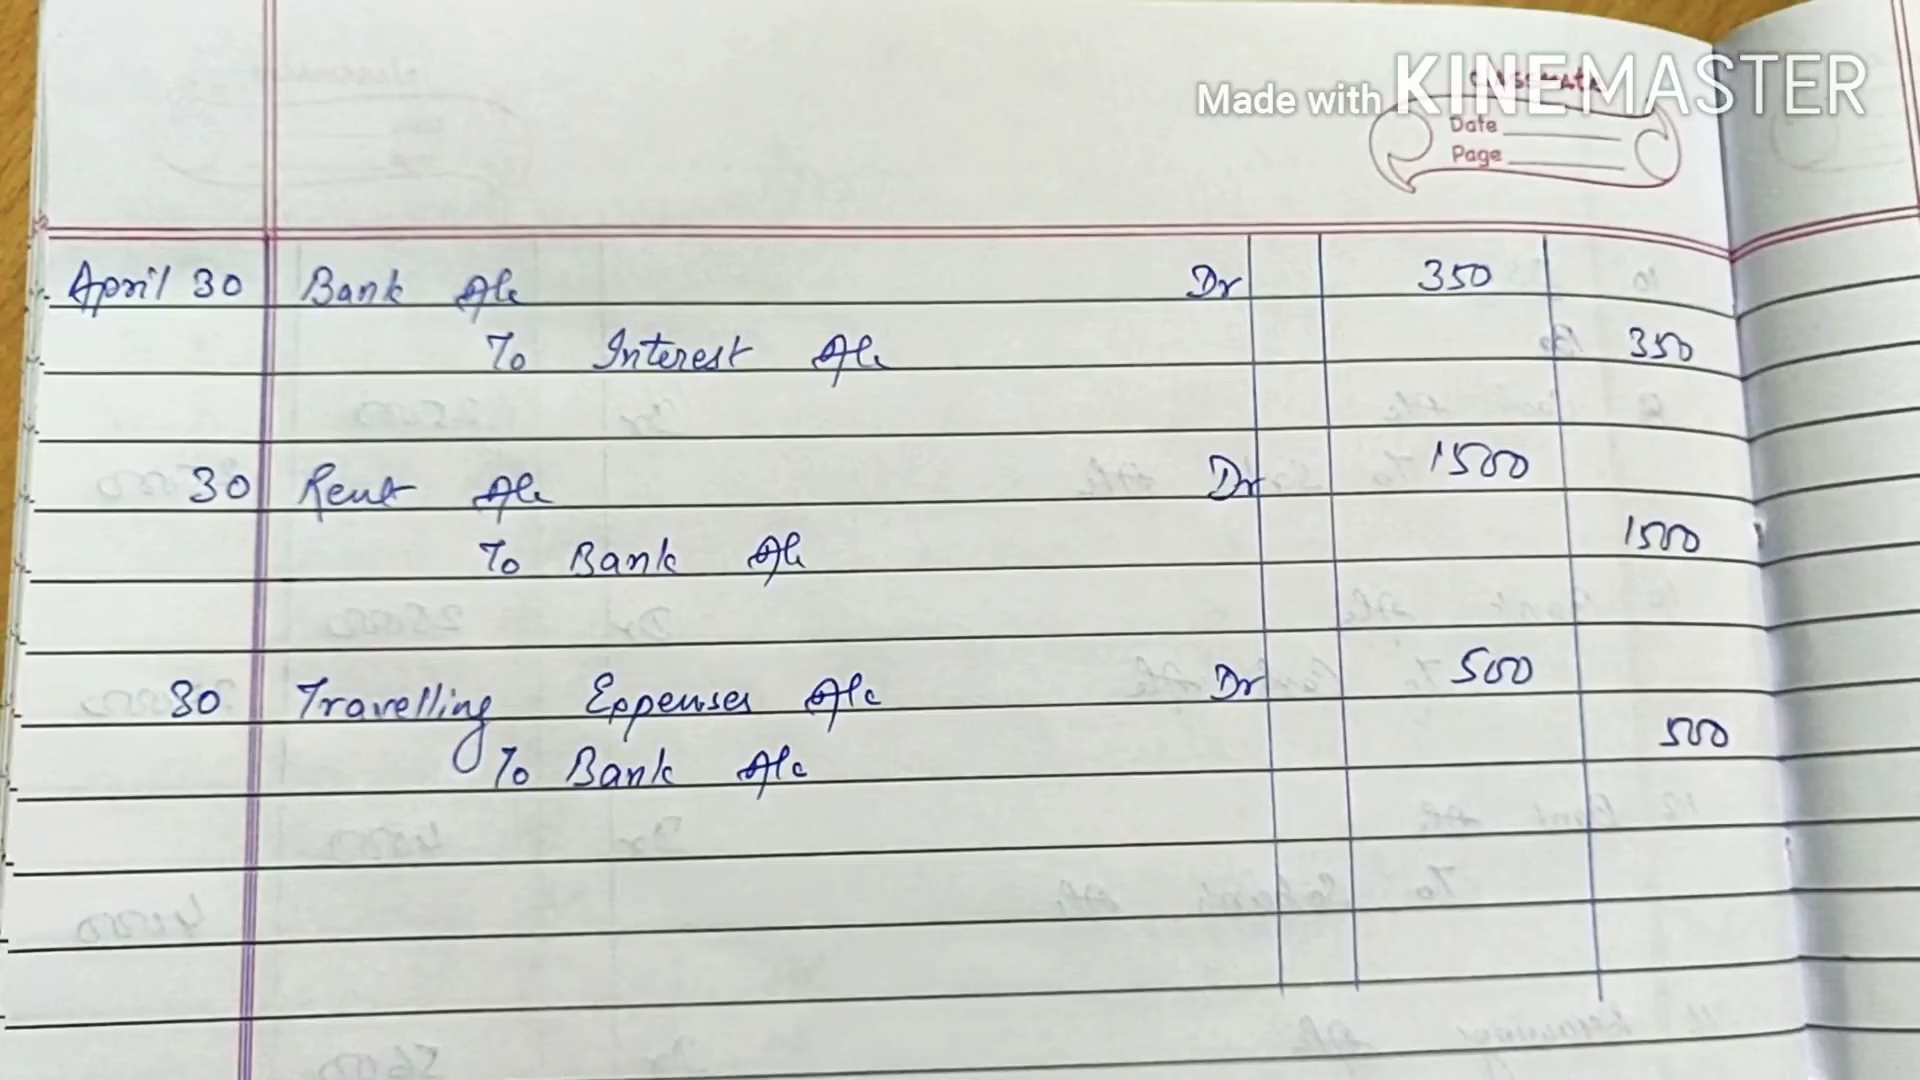 Made with KINEMASTER
classmate
Date
Page
April 30 Bank A/c Dr 350
To Interest A/c 350
30 Rent A/c Dr 1500
To Bank A/c 1500
30 Travelling Expenses A/c Dr 500
To Bank A/c 500